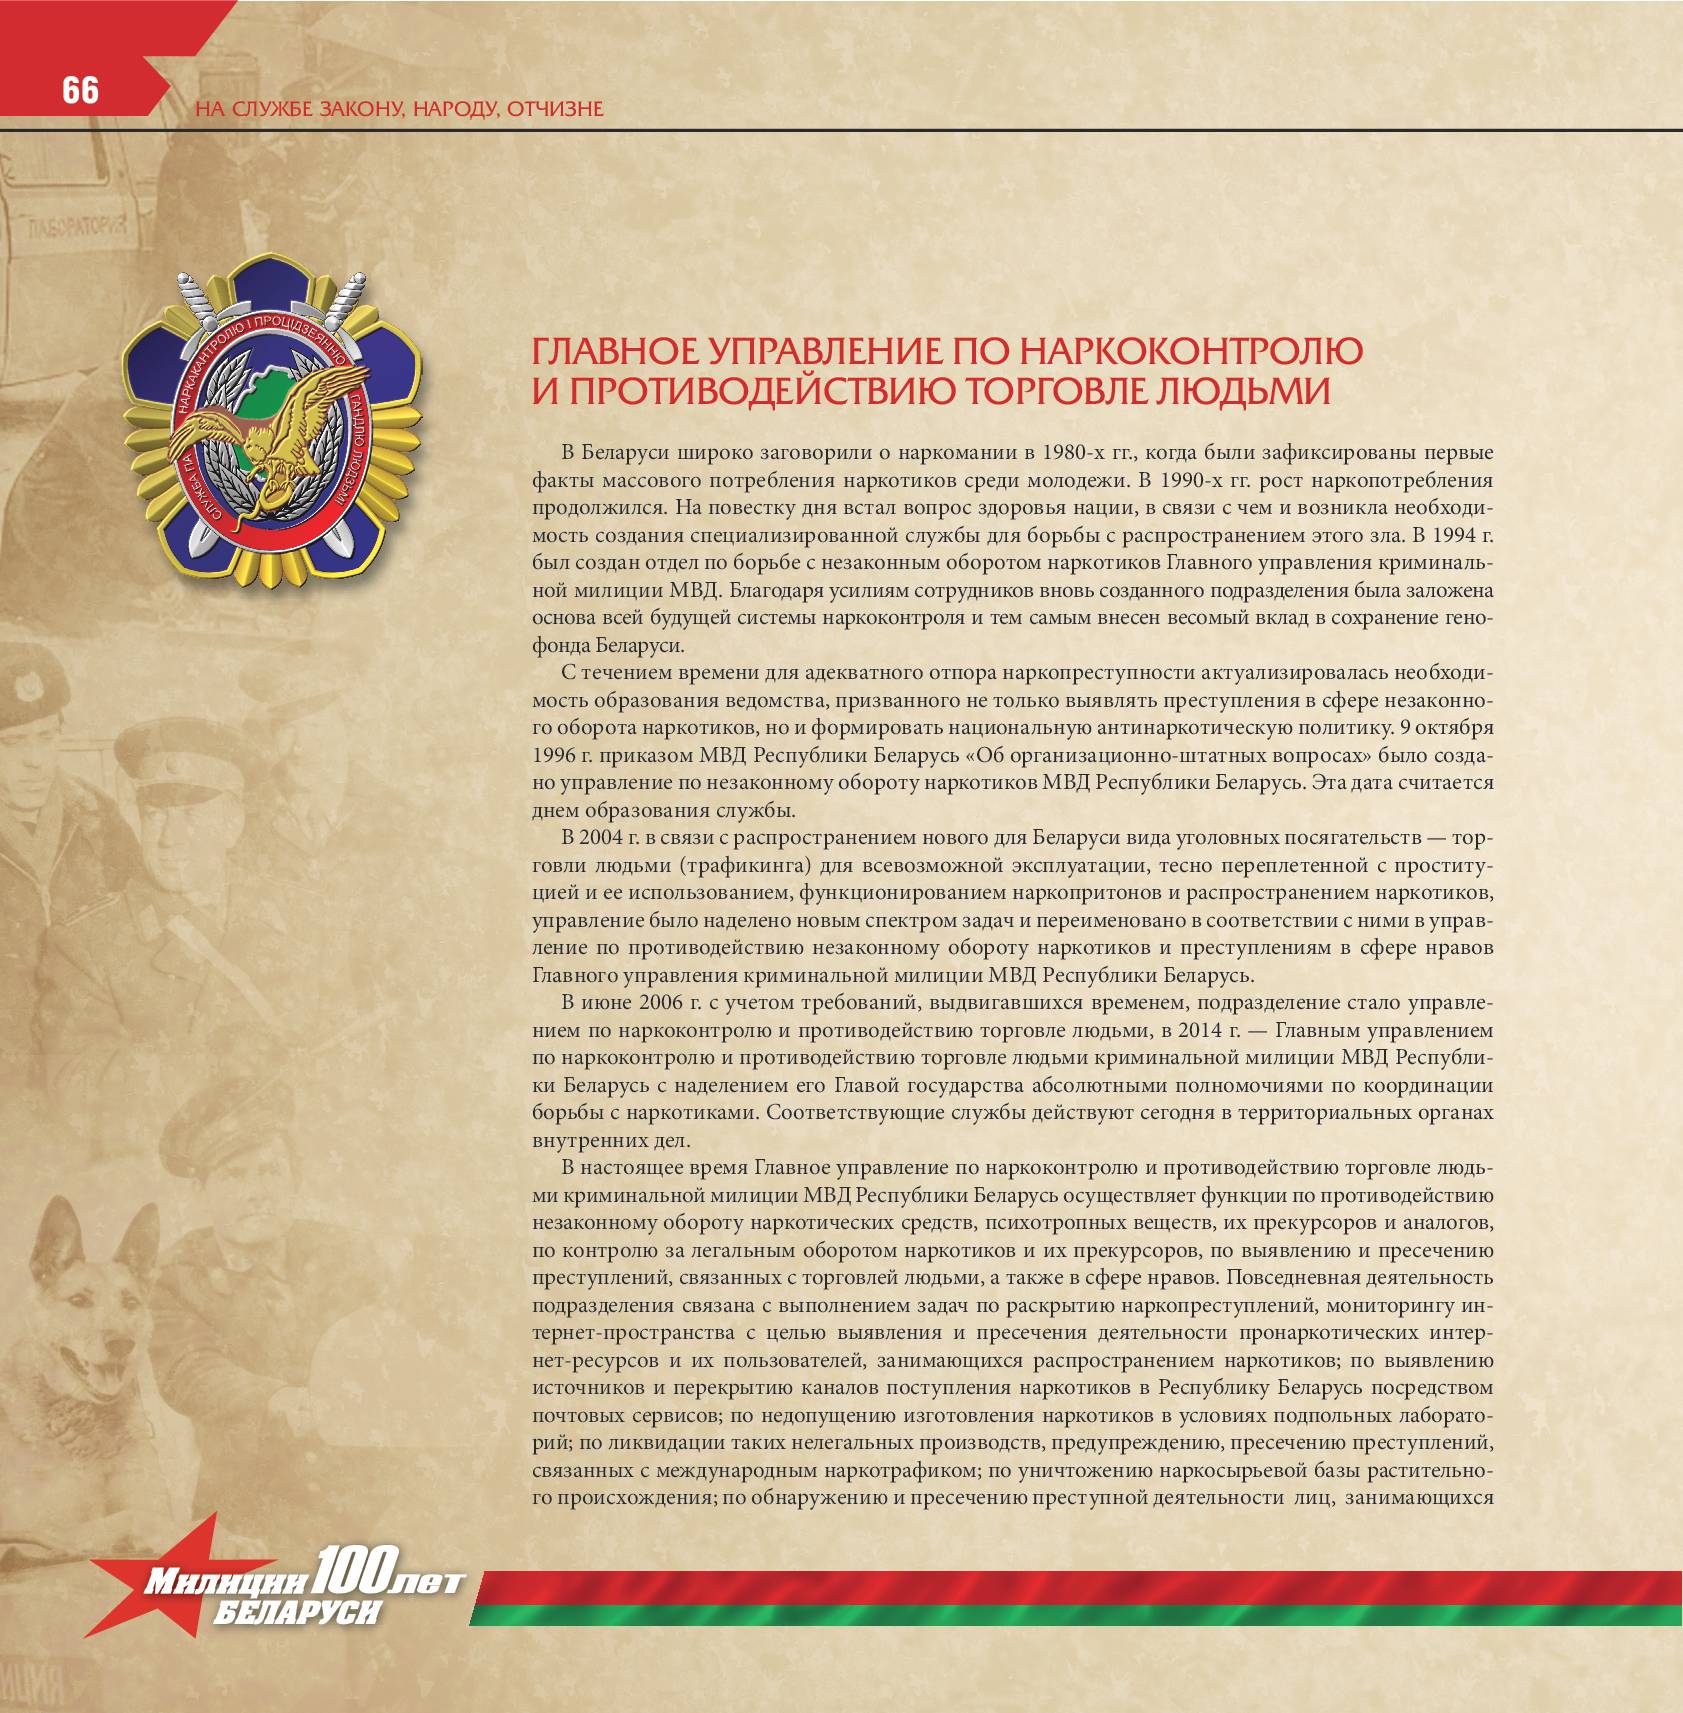 66
НА СЛУЖБЕ ЗАКОНУ, НАРОДУ, ОТЧИЗНЕ
ЛАБОРАТОРИЯ
СЛУЖБА ПА НАРКАКАНТРОЛЮ І ПРОЦІДЗЕЯННЮ ГАНДЛЮ ЛЮДЗЬМІ
ГЛАВНОЕ УПРАВЛЕНИЕ ПО НАРКОКОНТРОЛЮ
И ПРОТИВОДЕЙСТВИЮ ТОРГОВЛЕ ЛЮДЬМИ
В Беларуси широко заговорили о наркомании в 1980-х гг., когда были зафиксированы первые
факты массового потребления наркотиков среди молодежи. В 1990-х гг. рост наркопотребления
продолжился. На повестку дня встал вопрос здоровья нации, в связи с чем и возникла необходи-
мость создания специализированной службы для борьбы с распространением этого зла. В 1994 г.
был создан отдел по борьбе с незаконным оборотом наркотиков Главного управления криминаль-
ной милиции МВД. Благодаря усилиям сотрудников вновь созданного подразделения была заложена
основа всей будущей системы наркоконтроля и тем самым внесен весомый вклад в сохранение гено-
фонда Беларуси.
С течением времени для адекватного отпора наркопреступности актуализировалась необходи-
мость образования ведомства, призванного не только выявлять преступления в сфере незаконно-
го оборота наркотиков, но и формировать национальную антинаркотическую политику. 9 октября
1996 г. приказом МВД Республики Беларусь «Об организационно-штатных вопросах» было созда-
но управление по незаконному обороту наркотиков МВД Республики Беларусь. Эта дата считается
днем образования службы.
В 2004 г. в связи с распространением нового для Беларуси вида уголовных посягательств — тор-
говли людьми (трафикинга) для всевозможной эксплуатации, тесно переплетенной с проститу-
цией и ее использованием, функционированием наркопритонов и распространением наркотиков,
управление было наделено новым спектром задач и переименовано в соответствии с ними в управ-
ление по противодействию незаконному обороту наркотиков и преступлениям в сфере нравов
Главного управления криминальной милиции МВД Республики Беларусь.
В июне 2006 г. с учетом требований, выдвигавшихся временем, подразделение стало управле-
нием по наркоконтролю и противодействию торговле людьми, в 2014 г. — Главным управлением
по наркоконтролю и противодействию торговле людьми криминальной милиции МВД Республи-
ки Беларусь с наделением его Главой государства абсолютными полномочиями по координации
борьбы с наркотиками. Соответствующие службы действуют сегодня в территориальных органах
внутренних дел.
В настоящее время Главное управление по наркоконтролю и противодействию торговле людь-
ми криминальной милиции МВД Республики Беларусь осуществляет функции по противодействию
незаконному обороту наркотических средств, психотропных веществ, их прекурсоров и аналогов,
по контролю за легальным оборотом наркотиков и их прекурсоров, по выявлению и пресечению
преступлений, связанных с торговлей людьми, а также в сфере нравов. Повседневная деятельность
подразделения связана с выполнением задач по раскрытию наркопреступлений, мониторингу ин-
тернет-пространства с целью выявления и пресечения деятельности пронаркотических интер-
нет-ресурсов и их пользователей, занимающихся распространением наркотиков; по выявлению
источников и перекрытию каналов поступления наркотиков в Республику Беларусь посредством
почтовых сервисов; по недопущению изготовления наркотиков в условиях подпольных лаборато-
рий; по ликвидации таких нелегальных производств, предупреждению, пресечению преступлений,
связанных с международным наркотрафиком; по уничтожению наркосырьевой базы растительно-
го происхождения; по обнаружению и пресечению преступной деятельности лиц, занимающихся
Милиции 100 лет
БЕЛАРУСИ